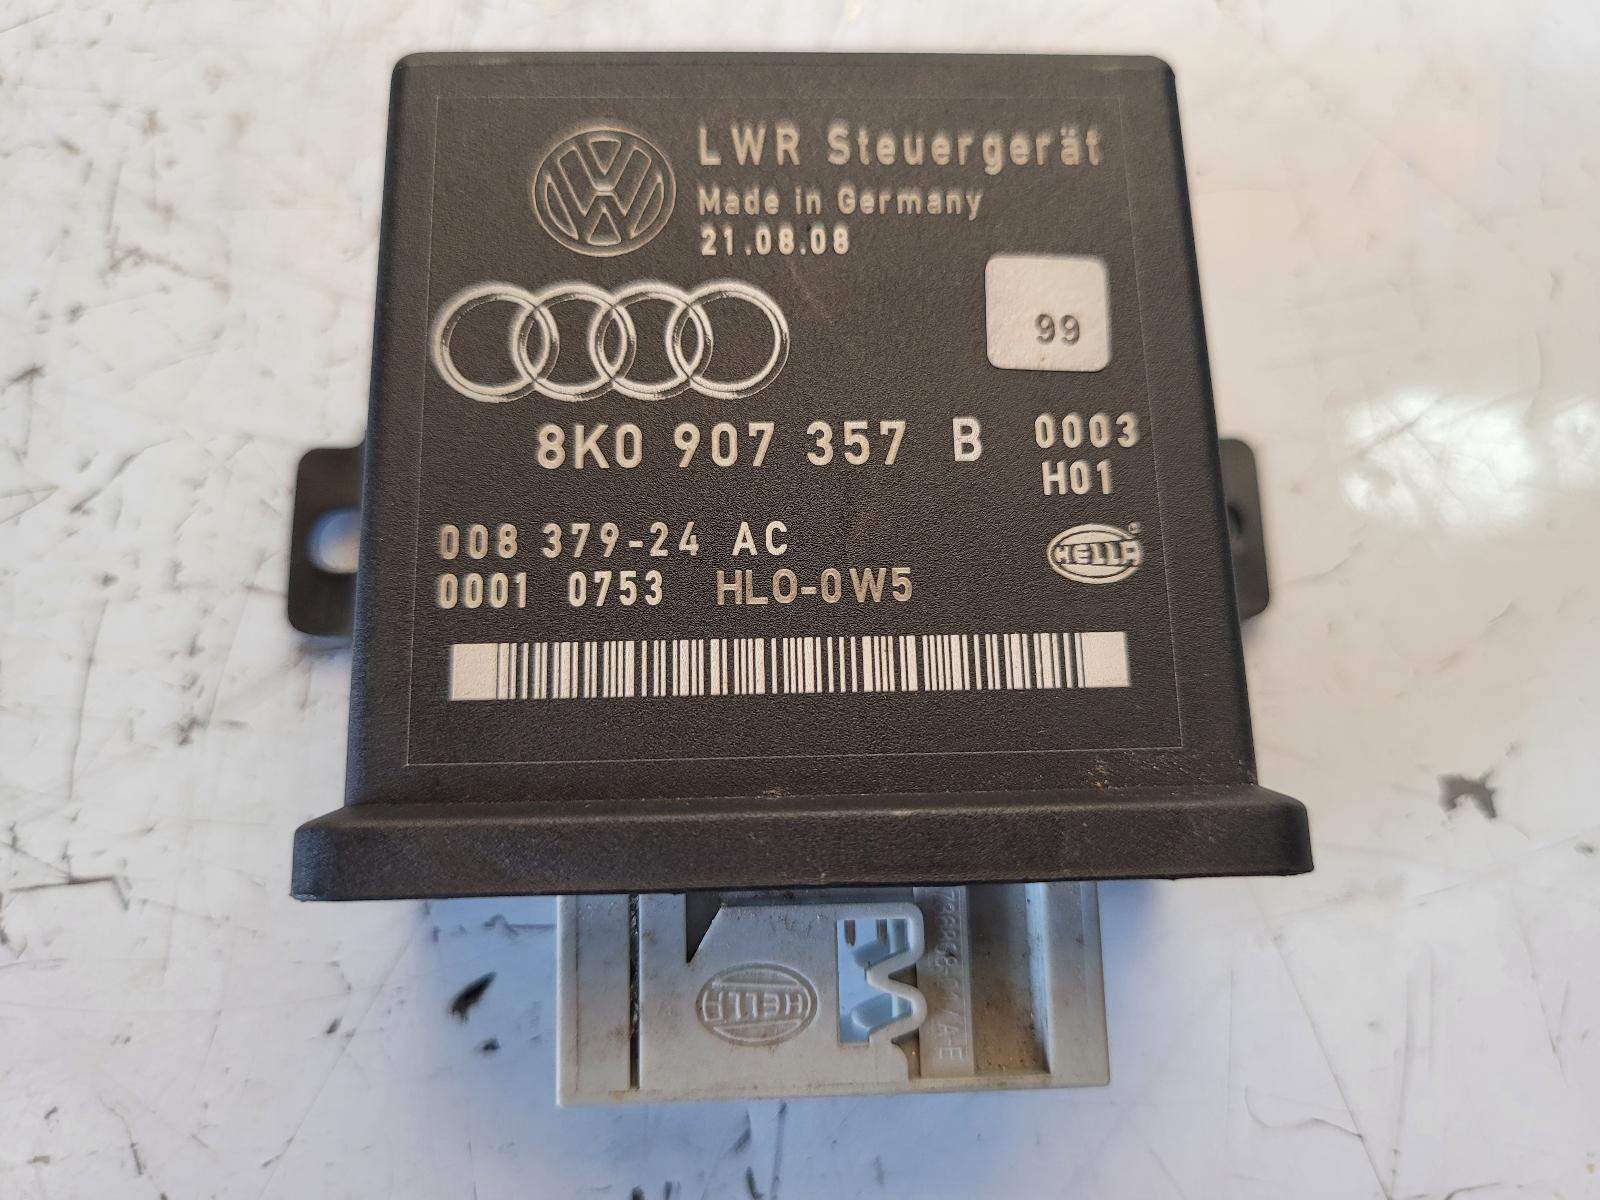 LWR Steuergerät
Made in Germany
21.08.08
99
8K0 907 357 B 0003
H01
008 379-24 AC
HELLA
0001 0753 HLO-0W5
HELLA